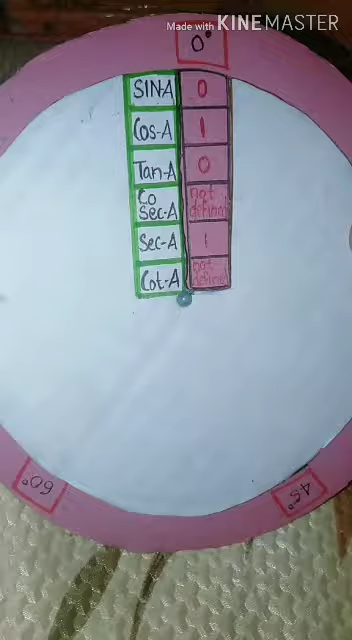 Made with KINEMASTER
0°
SIN-A 0
Cos-A 1
Tan-A 0
Co
Sec-A not
defined
Sec-A 1
Cot-A not
defined
60°
45°